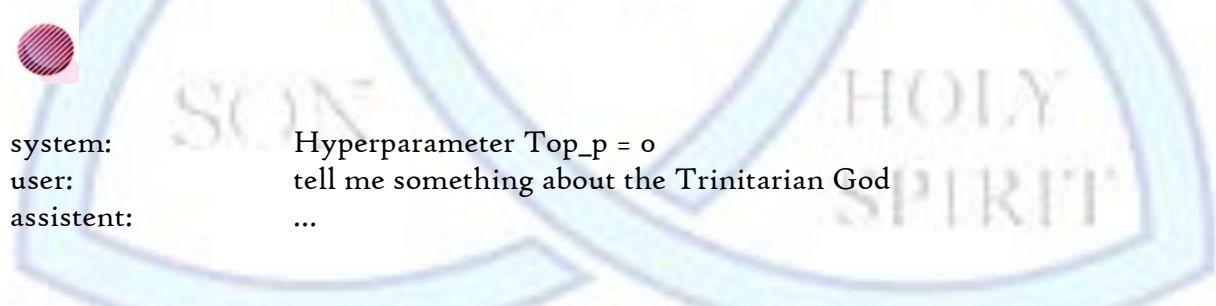 SON
HOLY
SPIRIT
system: Hyperparameter Top_p = 0
user: tell me something about the Trinitarian God
assistent: ...